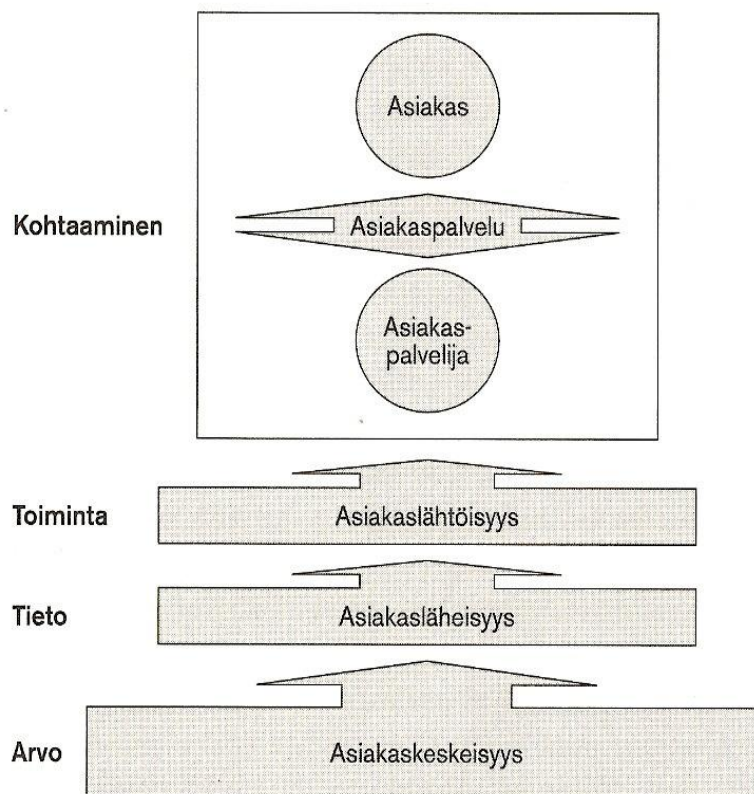 Asiakas
Kohtaaminen
Asiakaspalvelu
Asiakas-
palvelija
Toiminta
Asiakaslähtöisyys
Tieto
Asiakasläheisyys
Arvo
Asiakaskeskeisyys